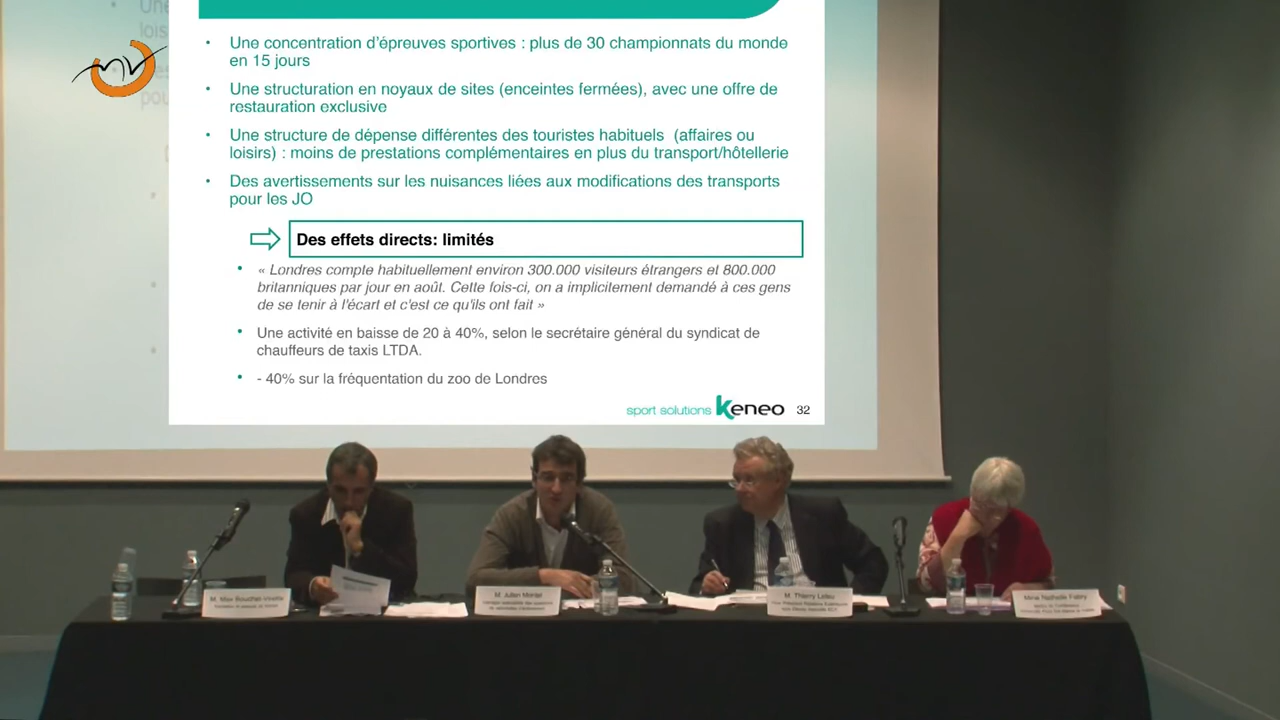 Une
lois
mv
pou
• Une concentration d'épreuves sportives : plus de 30 championnats du monde
en 15 jours
• Une structuration en noyaux de sites (enceintes fermées), avec une offre de
restauration exclusive
• Une structure de dépense différentes des touristes habituels (affaires ou
loisirs) : moins de prestations complémentaires en plus du transport/hôtellerie
• Des avertissements sur les nuisances liées aux modifications des transports
pour les JO
Des effets directs: limités
• « Londres compte habituellement environ 300.000 visiteurs étrangers et 800.000
britanniques par jour en août. Cette fois-ci, on a implicitement demandé à ces gens
de se tenir à l'écart et c'est ce qu'ils ont fait »
• Une activité en baisse de 20 à 40%, selon le secrétaire général du syndicat de
chauffeurs de taxis LTDA.
• - 40% sur la fréquentation du zoo de Londres
sport solutions keneo 32
M. Max
M. Julien
M. Thierry
Mme Nathalie Fabry